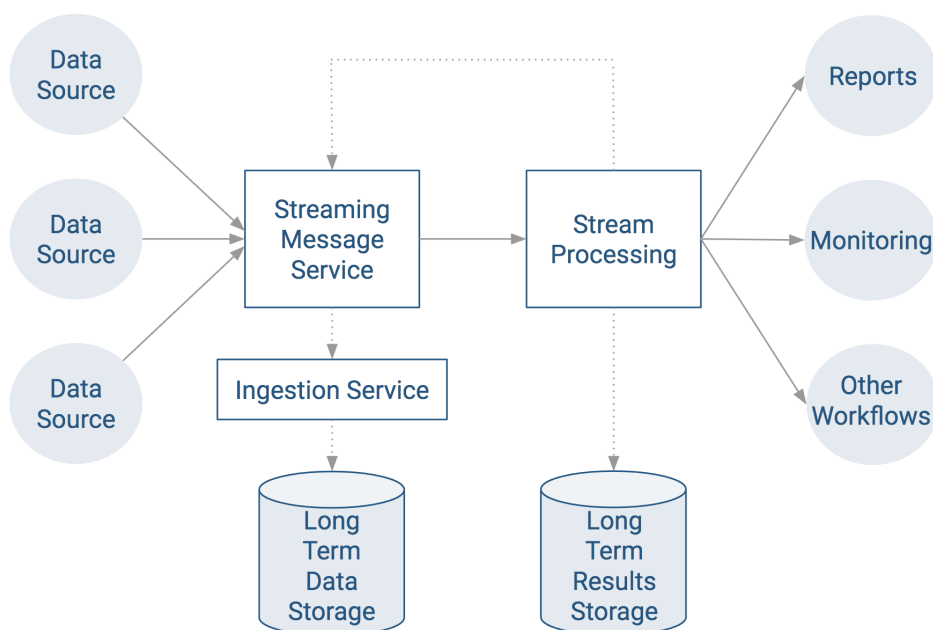 Data
Source
Data
Source
Data
Source
Streaming
Message
Service
Ingestion Service
Long
Term
Data
Storage
Stream
Processing
Long
Term
Results
Storage
Reports
Monitoring
Other
Workflows